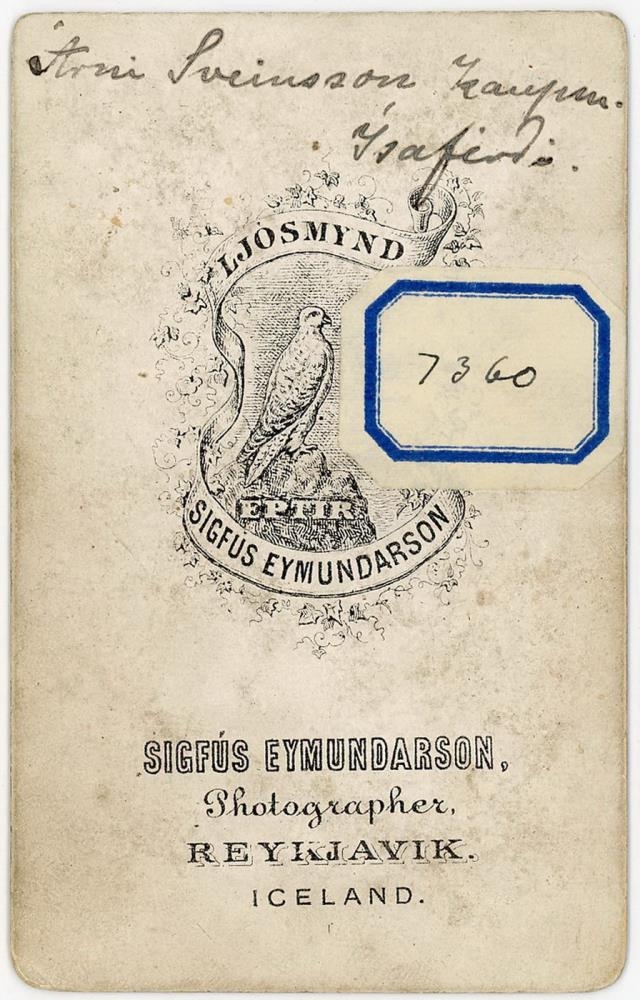 Árni Sveinsson Kaupm.
Ísafirði.
LJÓSMYND
7360
EPTIR
SIGFÚS EYMUNDARSON
SIGFÚS EYMUNDARSON,
Photographer,
REYKJAVIK.
ICELAND.